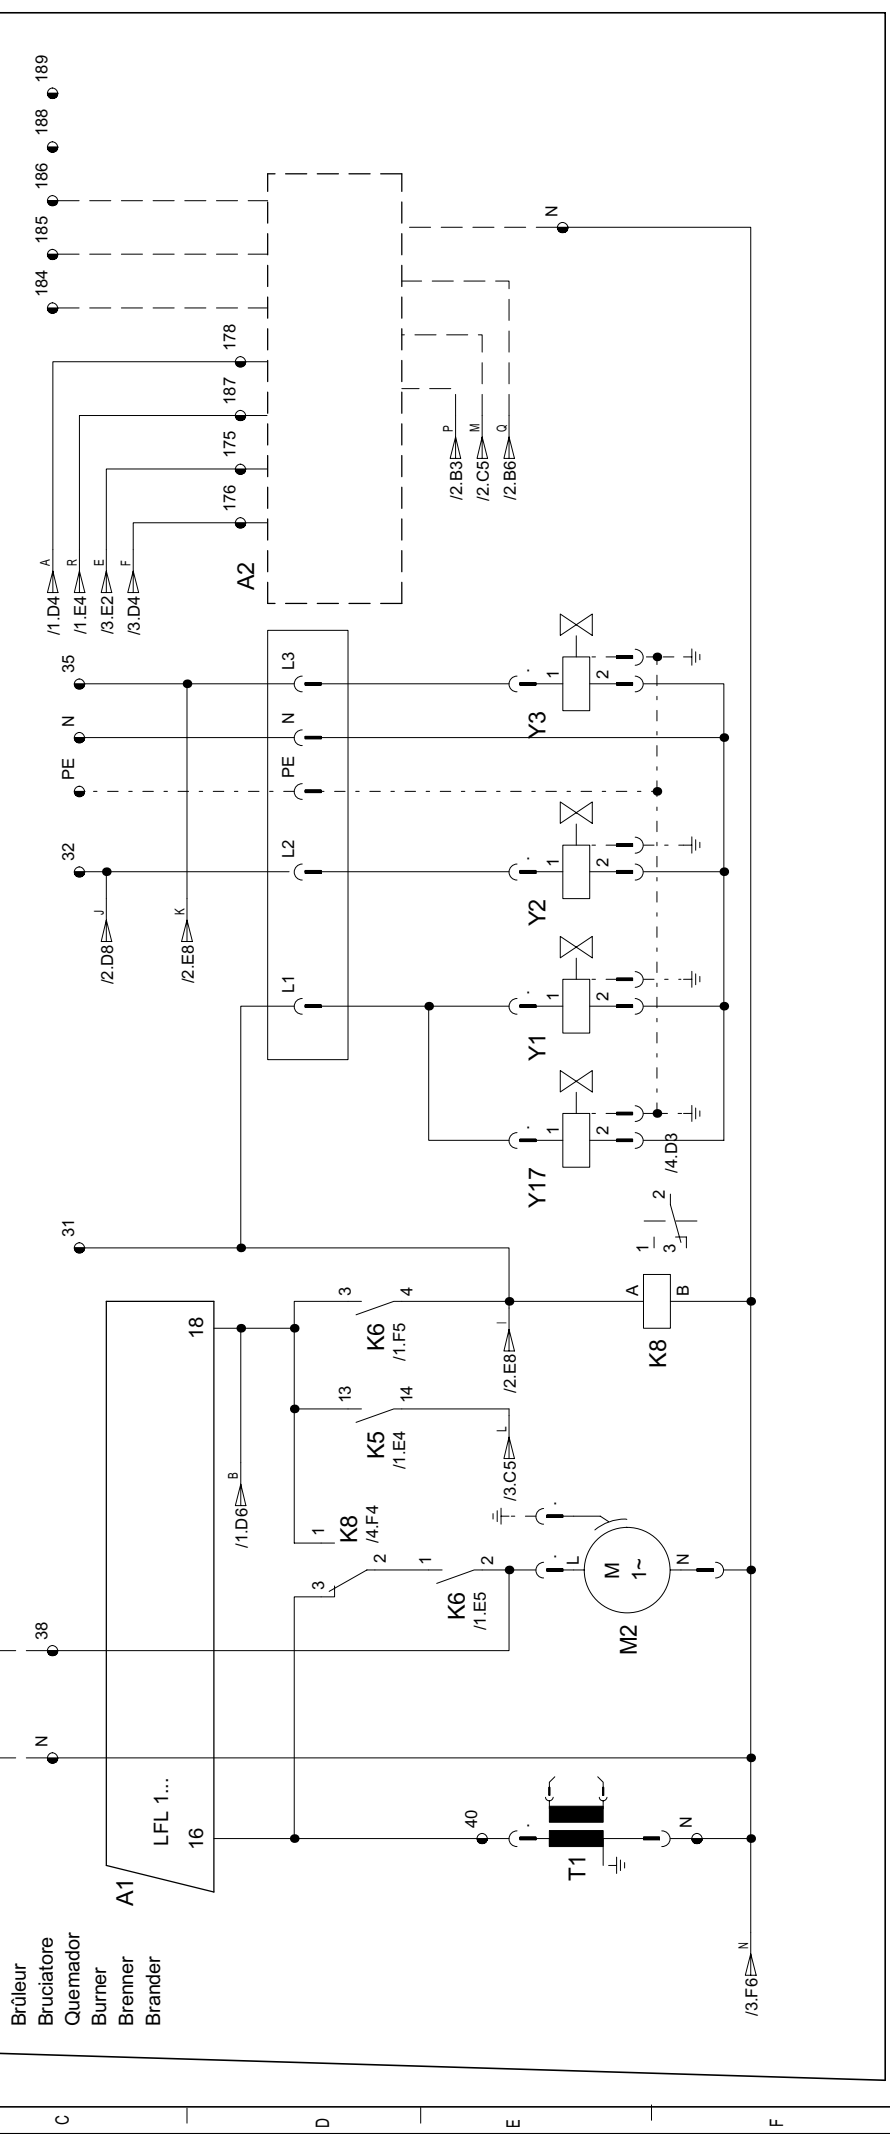 Brûleur
Bruciatore
Quemador
Burner
Brenner
Brander
C
D
E
F
N
38
31
32
PE
N
35
184
185
186
188
189
/1.D4 A
/1.E4 R
/3.E2 E
/3.D4 F
/2.D8 J
/2.E8 K
A1
LFL 1...
16
18
/1.D6 B
176
175
187
178
A2
L1
L2
PE
N
L3
3
1
K8
/4.F4
2
13
K5
/1.E4
14
3
K6
/1.F5
4
1
K6
/1.E5
2
/3.C5 L
/2.E8 I
/2.B3 P
/2.C5 M
/2.B6 Q
N
40
T1
N
L
M
1~
M2
N
Y17
1
2
Y1
1
2
Y2
1
2
Y3
1
2
A
K8
B
1
3
2
/4.D3
/3.F6 N